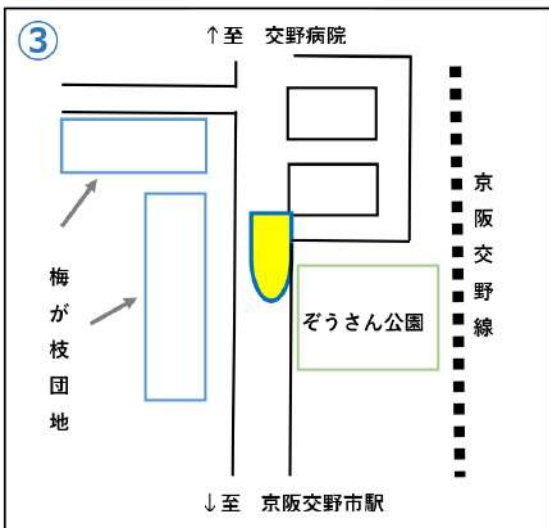 ③
↑至　交野病院
京阪交野線
梅が枝団地
ぞうさん公園
↓至　京阪交野市駅